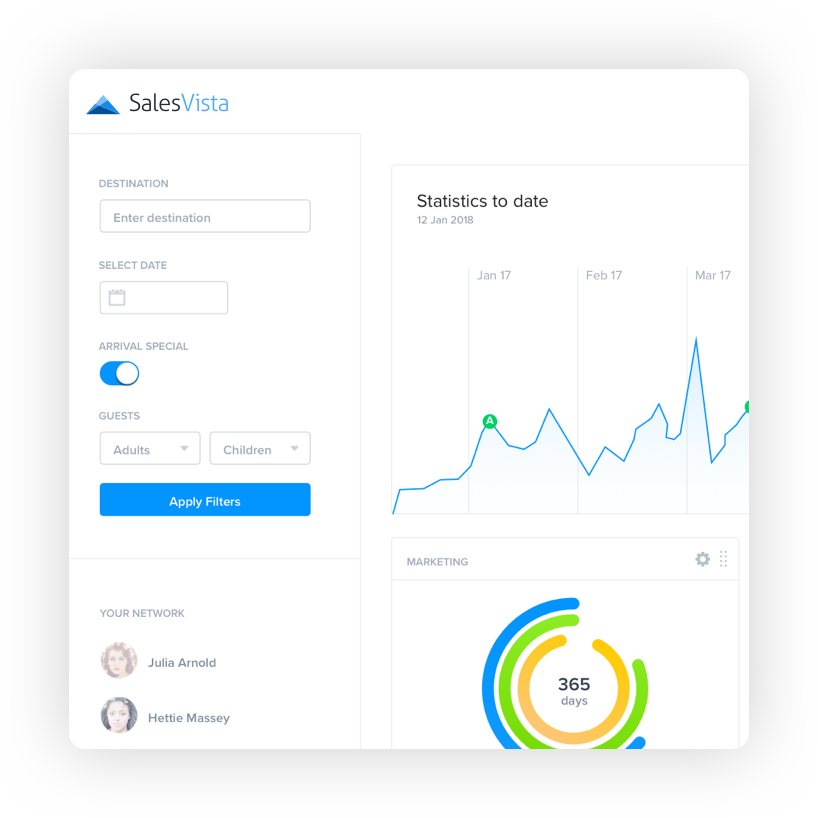 SalesVista
DESTINATION
Enter destination
SELECT DATE
ARRIVAL SPECIAL
GUESTS
Adults
Children
Apply Filters
YOUR NETWORK
Julia Arnold
Hettie Massey
Statistics to date
12 Jan 2018
Jan 17
Feb 17
Mar 17
A
MARKETING
365
days